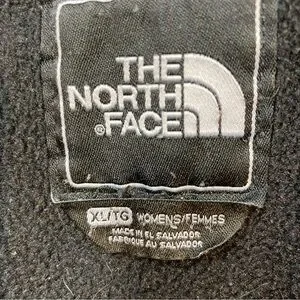 THE
NORTH
®FACE
XL/TG WOMENS/FEMMES
MADE IN EL SALVADOR
FABRIQUE AU SALVADOR